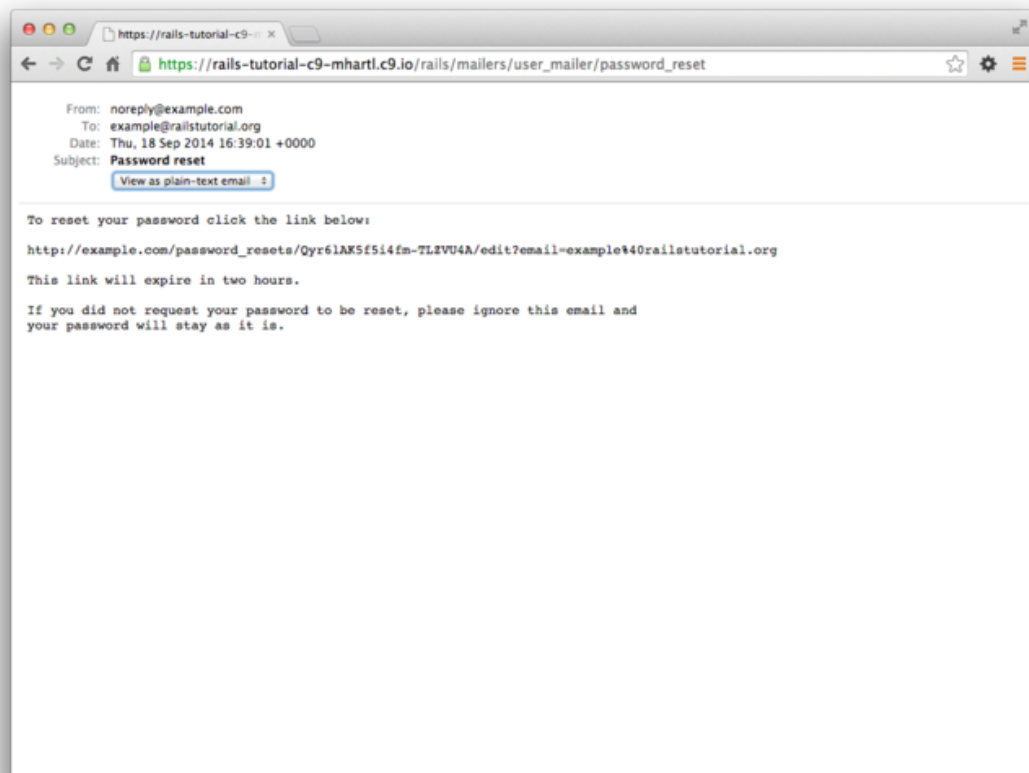 https://rails-tutorial-c9-
https://rails-tutorial-c9-mhartl.c9.io/rails/mailers/user_mailer/password_reset
From: noreply@example.com
To: example@railstutorial.org
Date: Thu, 18 Sep 2014 16:39:01 +0000
Subject: Password reset
View as plain-text email
To reset your password click the link below:
http://example.com/password_resets/Qyr61AK5f5i4fm-TLZVU4A/edit?email=example%40railstutorial.org
This link will expire in two hours.
If you did not request your password to be reset, please ignore this email and
your password will stay as it is.